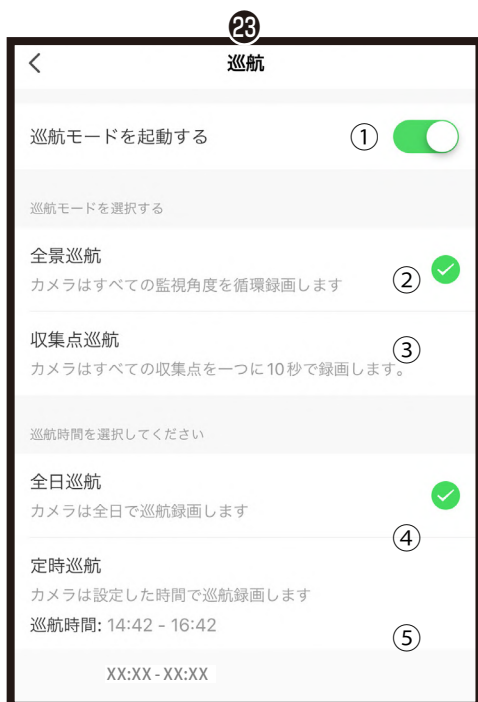 ㉓
巡航
巡航モードを起動する ①
巡航モードを選択する
全景巡航
カメラはすべての監視角度を循環録画します ②
収集点巡航 ③
カメラはすべての収集点を一つに10秒で録画します。
巡航時間を選択してください
全日巡航
カメラは全日で巡航録画します
④
定時巡航
カメラは設定した時間で巡航録画します
巡航時間: 14:42 - 16:42 ⑤
XX:XX - XX:XX